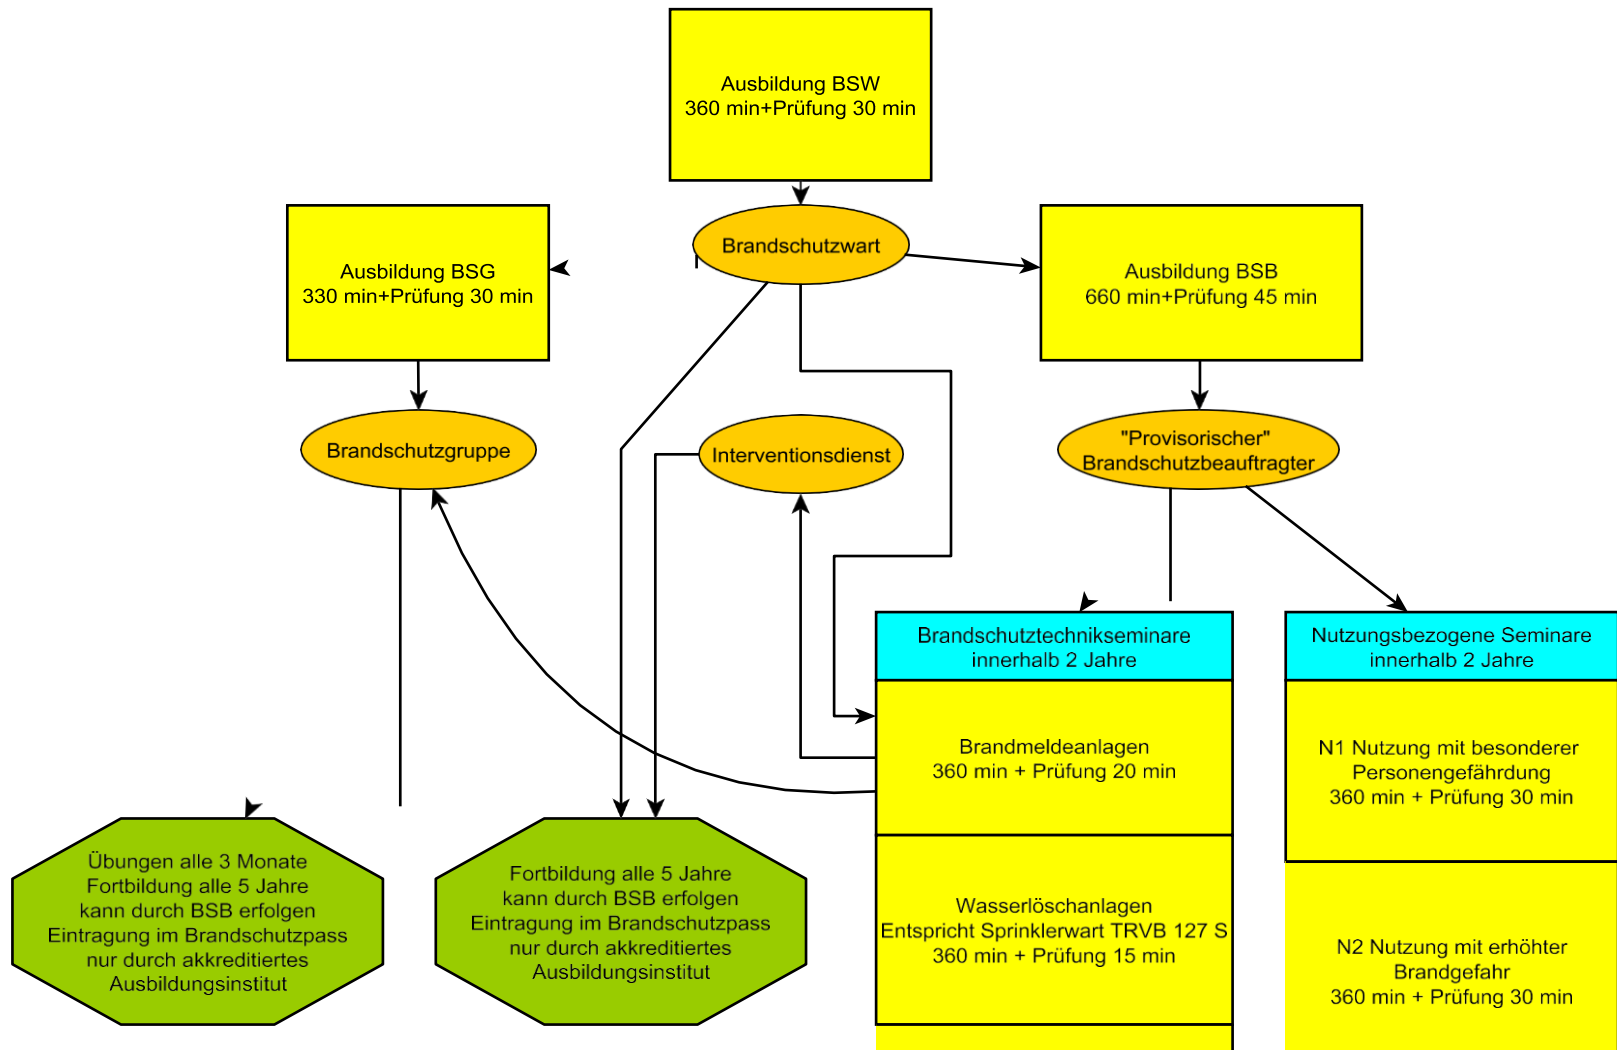 Ausbildung BSW
360 min+Prüfung 30 min
Brandschutzwart
Ausbildung BSG
330 min+Prüfung 30 min
Ausbildung BSB
660 min+Prüfung 45 min
Brandschutzgruppe
Interventionsdienst
"Provisorischer"
Brandschutzbeauftragter
Brandschutztechnikseminare
innerhalb 2 Jahre
Brandmeldeanlagen
360 min + Prüfung 20 min
Wasserlöschanlagen
Entspricht Sprinklerwart TRVB 127 S
360 min + Prüfung 15 min
Nutzungsbezogene Seminare
innerhalb 2 Jahre
N1 Nutzung mit besonderer
Personengefährdung
360 min + Prüfung 30 min
N2 Nutzung mit erhöhter
Brandgefahr
360 min + Prüfung 30 min
Übungen alle 3 Monate
Fortbildung alle 5 Jahre
kann durch BSB erfolgen
Eintragung im Brandschutzpass
nur durch akkreditiertes
Ausbildungsinstitut
Fortbildung alle 5 Jahre
kann durch BSB erfolgen
Eintragung im Brandschutzpass
nur durch akkreditiertes
Ausbildungsinstitut